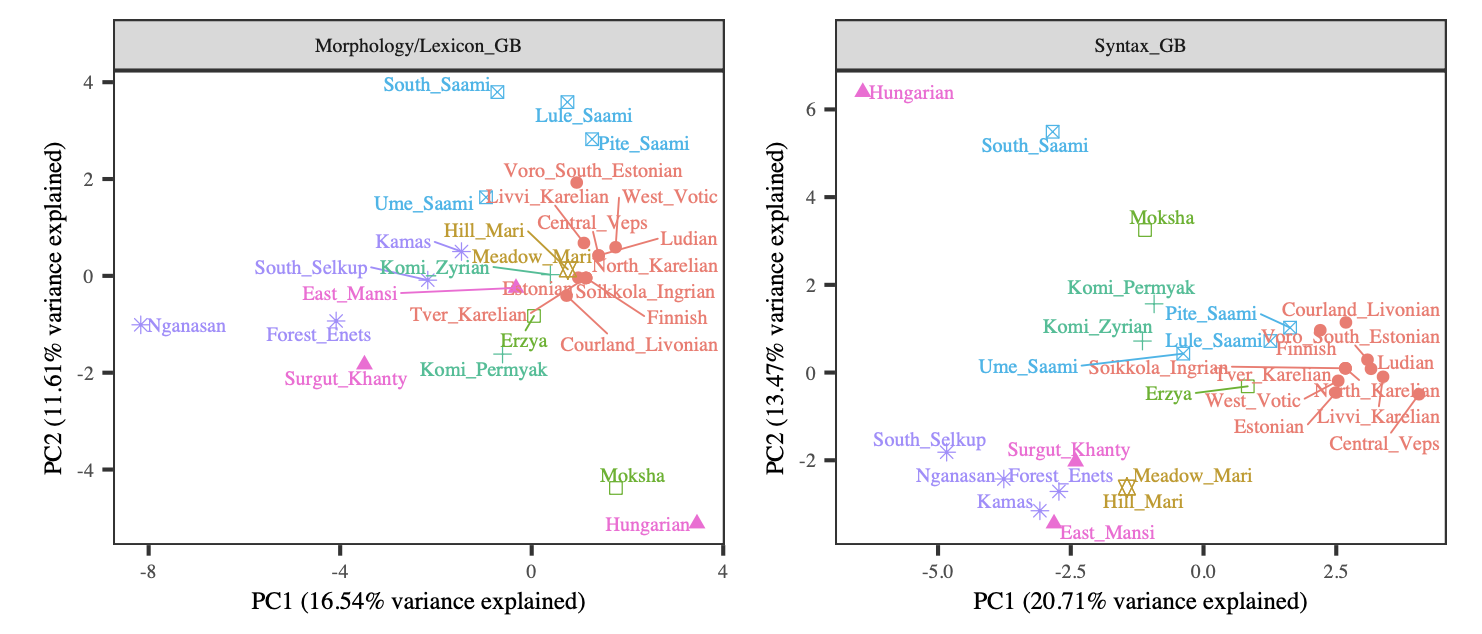 Morphology/Lexicon_GB
4
2
0
-2
-4
-8
-4
0
4
PC1 (16.54% variance explained)
PC2 (11.61% variance explained)
South_Saami
Lule_Saami
Pite_Saami
Voro_South_Estonian
Ume_Saami
Livvi_Karelian
West_Votic
Central_Veps
Hill_Mari
Kamas
Ludian
Meadow_Mari
South_Selkup
Komi_Zyrian
North_Karelian
East_Mansi
Estonian
Soikkola_Ingrian
Tver_Karelian
Finnish
Nganasan
Forest_Enets
Erzya
Courland_Livonian
Komi_Permyak
Surgut_Khanty
Moksha
Hungarian
Syntax_GB
6
4
2
0
-2
-5.0
-2.5
0.0
2.5
PC1 (20.71% variance explained)
PC2 (13.47% variance explained)
Hungarian
South_Saami
Moksha
Komi_Permyak
Courland_Livonian
Pite_Saami
Komi_Zyrian
Voro_South_Estonian
Lule_Saami
Finnish
Ume_Saami
Soikkola_Ingrian
Ludian
Tver_Karelian
Erzya
North_Karelian
West_Votic
Livvi_Karelian
Estonian
Central_Veps
South_Selkup
Surgut_Khanty
Nganasan
Forest_Enets
Meadow_Mari
Kamas
Hill_Mari
East_Mansi